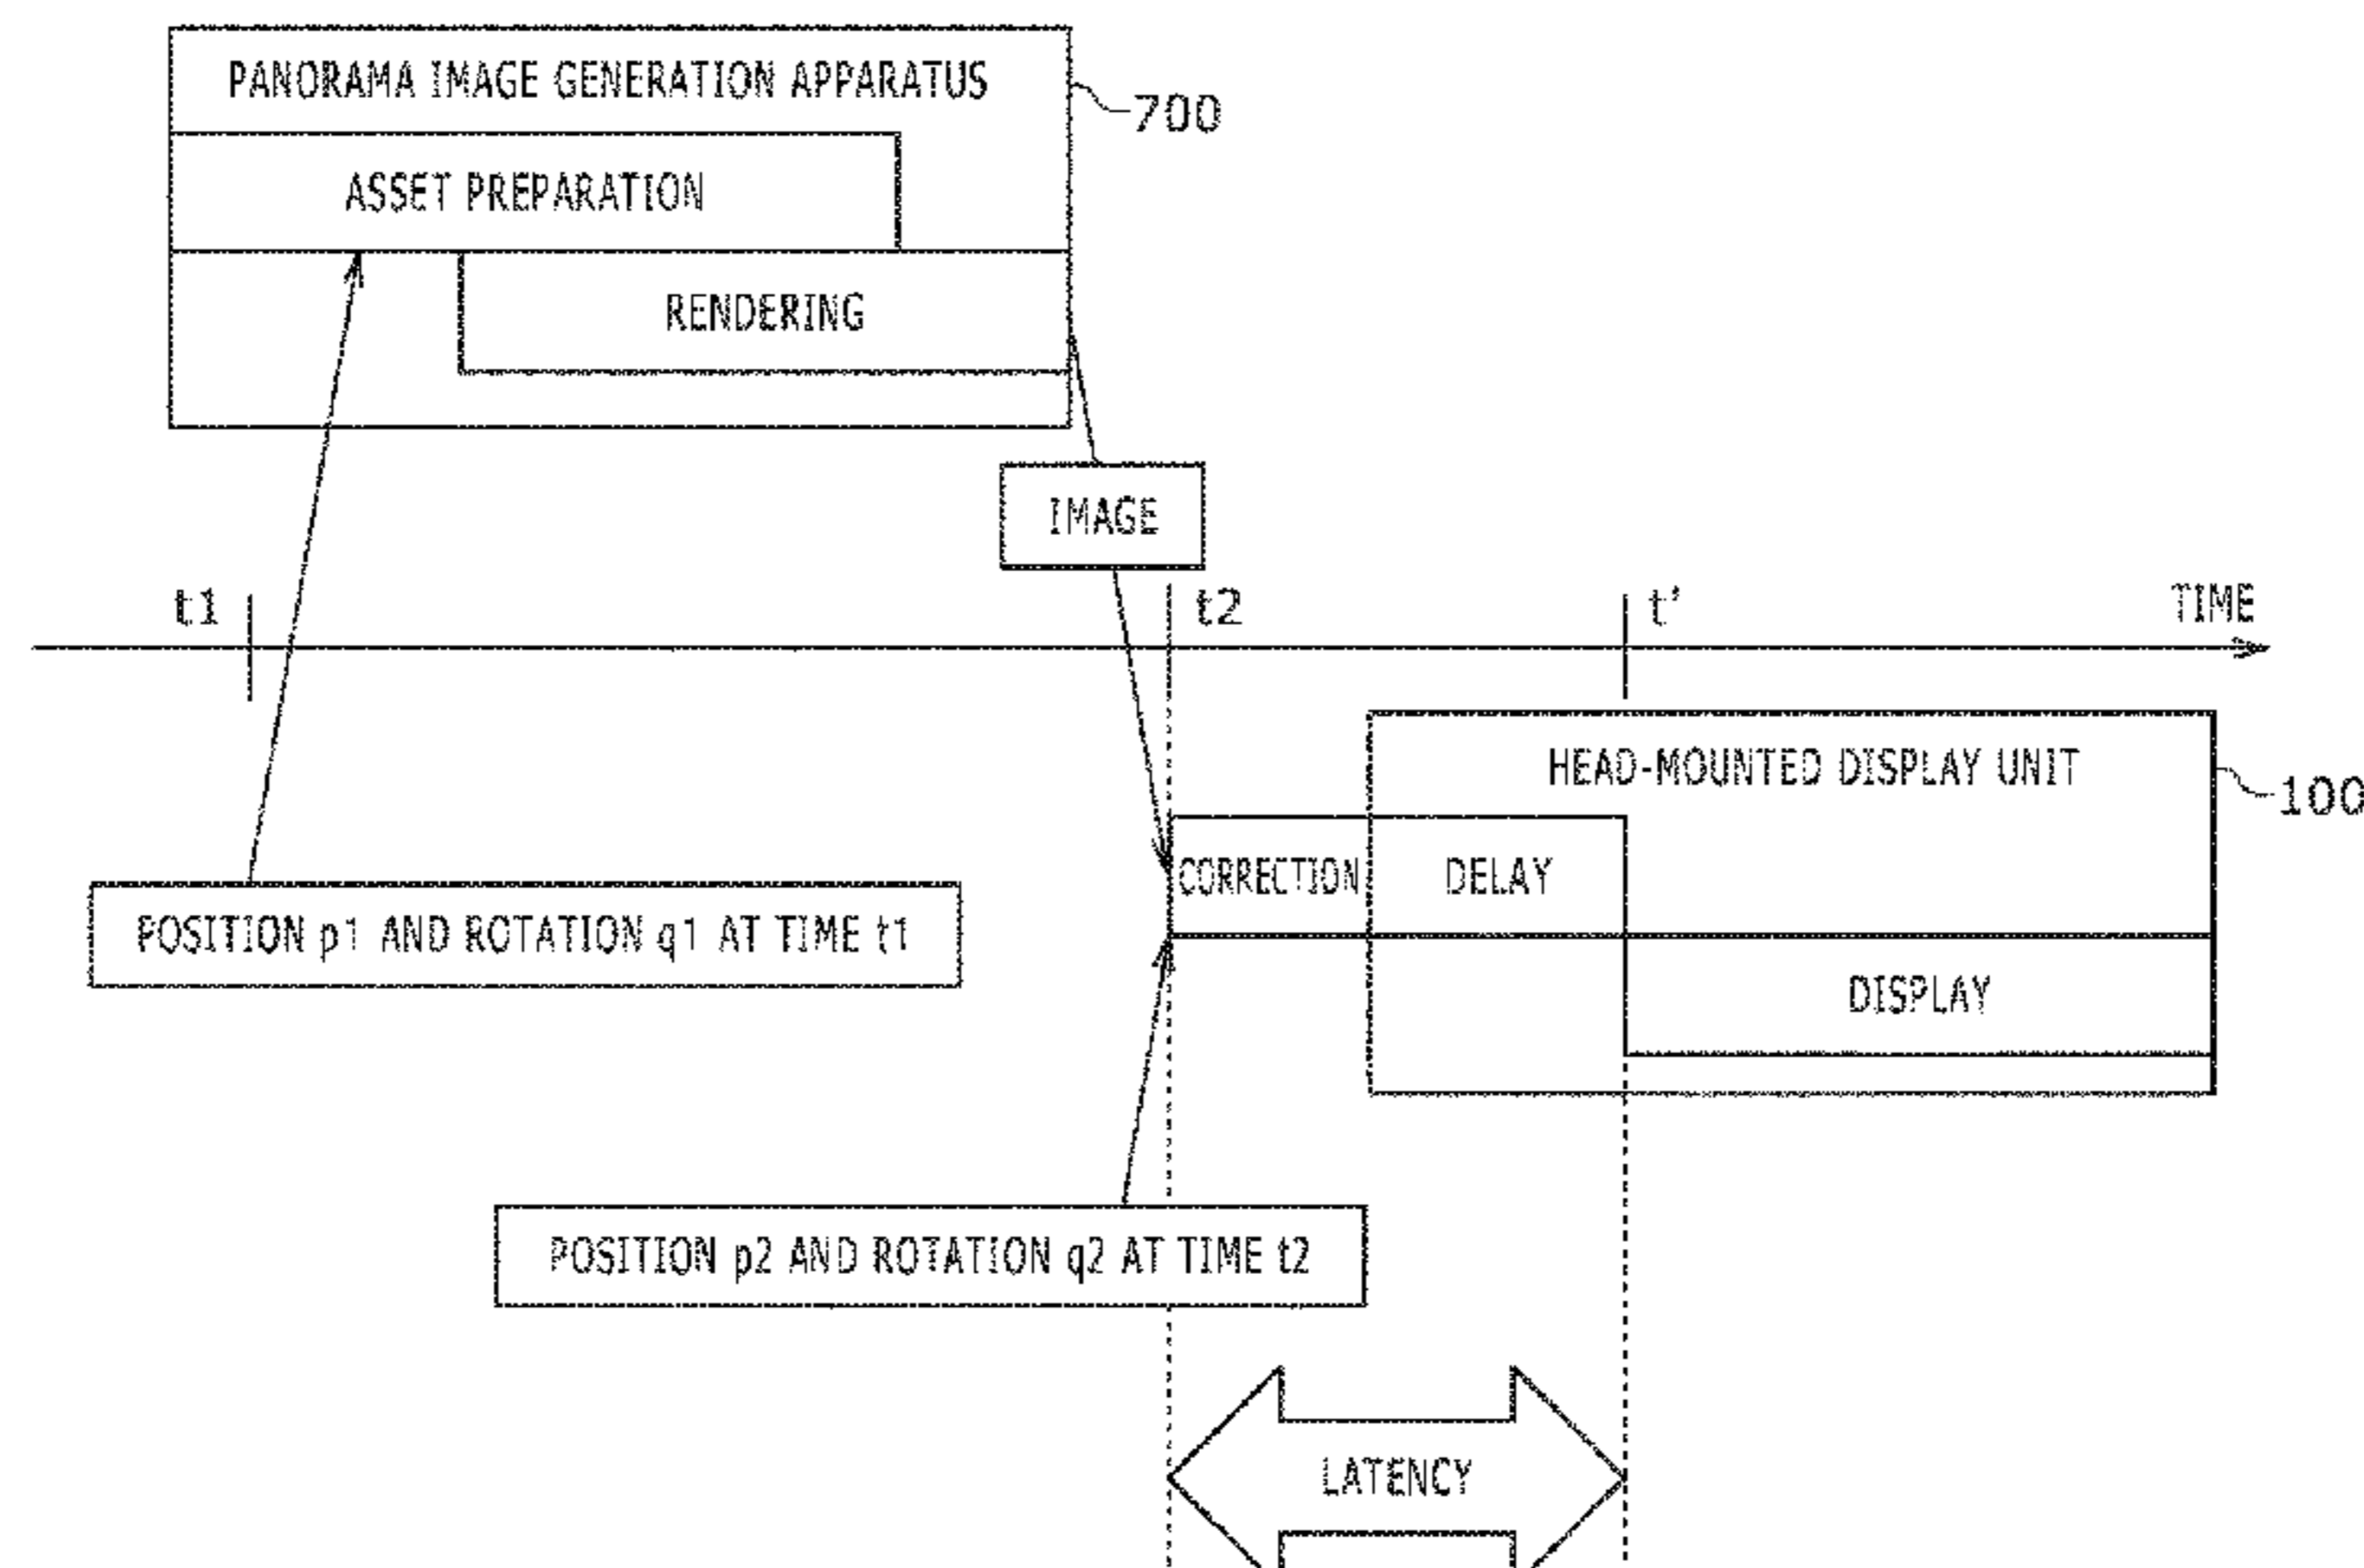 PANORAMA IMAGE GENERATION APPARATUS
700
ASSET PREPARATION
RENDERING
IMAGE
t1
t2
t'
TIME
HEAD-MOUNTED DISPLAY UNIT
100
CORRECTION
DELAY
POSITION p1 AND ROTATION q1 AT TIME t1
DISPLAY
POSITION p2 AND ROTATION q2 AT TIME t2
LATENCY